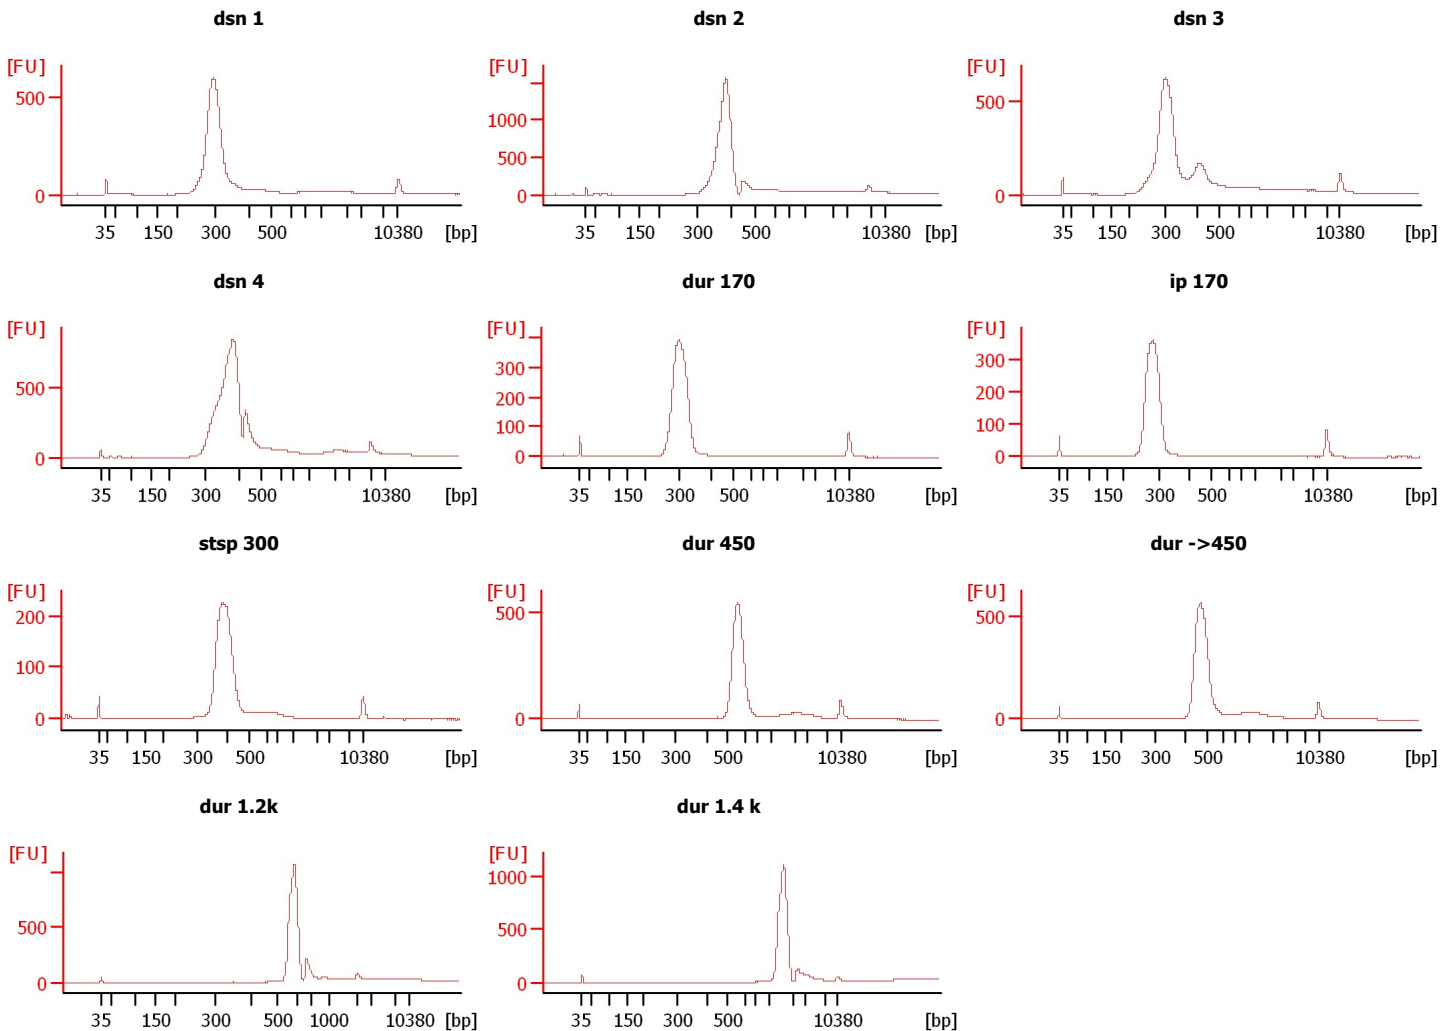 dsn 1
[FU]
500
0
35 150 300 500 10380 [bp]
dsn 2
[FU]
1000
500
0
35 150 300 500 10380 [bp]
dsn 3
[FU]
500
0
35 150 300 500 10380 [bp]
dsn 4
[FU]
500
0
35 150 300 500 10380 [bp]
dur 170
[FU]
300
200
100
0
35 150 300 500 10380 [bp]
ip 170
[FU]
300
200
100
0
35 150 300 500 10380 [bp]
stsp 300
[FU]
200
100
0
35 150 300 500 10380 [bp]
dur 450
[FU]
500
0
35 150 300 500 10380 [bp]
dur ->450
[FU]
500
0
35 150 300 500 10380 [bp]
dur 1.2k
[FU]
500
0
35 150 300 500 1000 10380 [bp]
dur 1.4 k
[FU]
1000
500
0
35 150 300 500 10380 [bp]